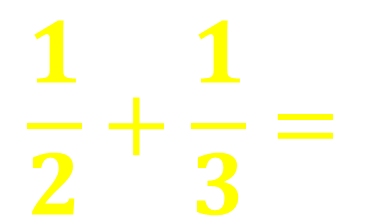 1/2 + 1/3 =